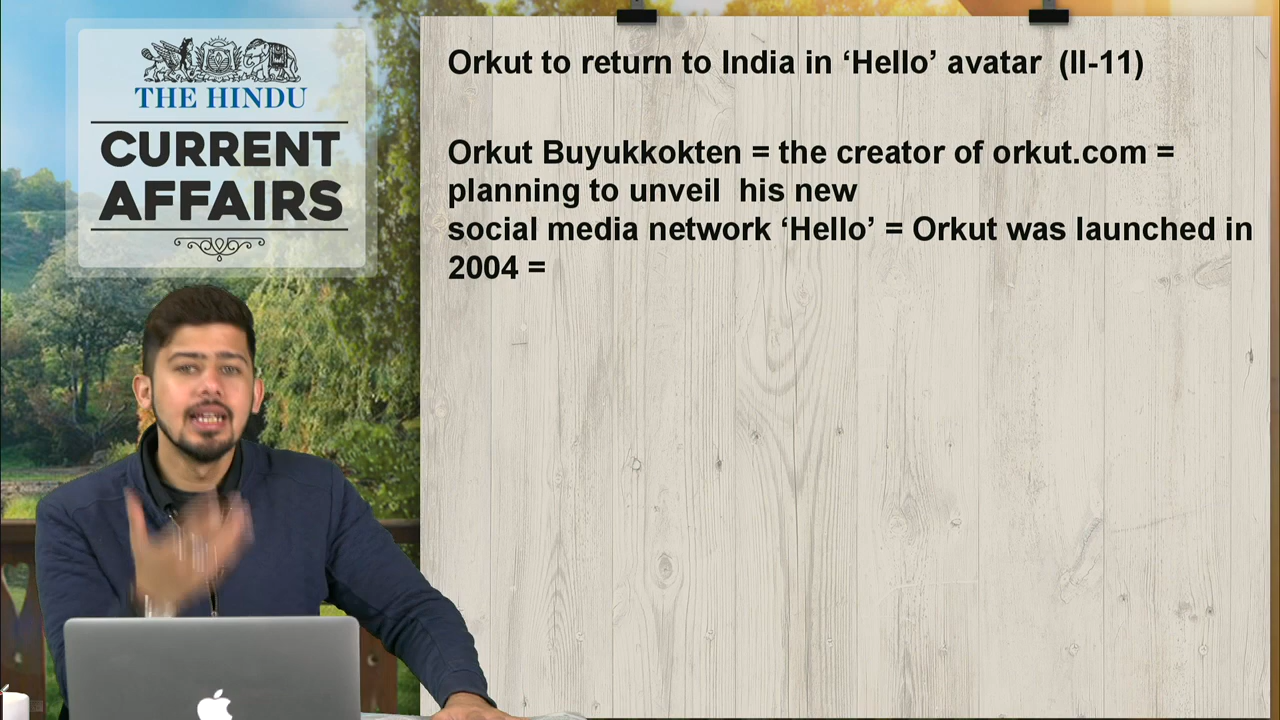 THE HINDU
CURRENT
AFFAIRS
Orkut to return to India in ‘Hello’ avatar (II-11)
Orkut Buyukkokten = the creator of orkut.com =
planning to unveil his new
social media network ‘Hello’ = Orkut was launched in
2004 =